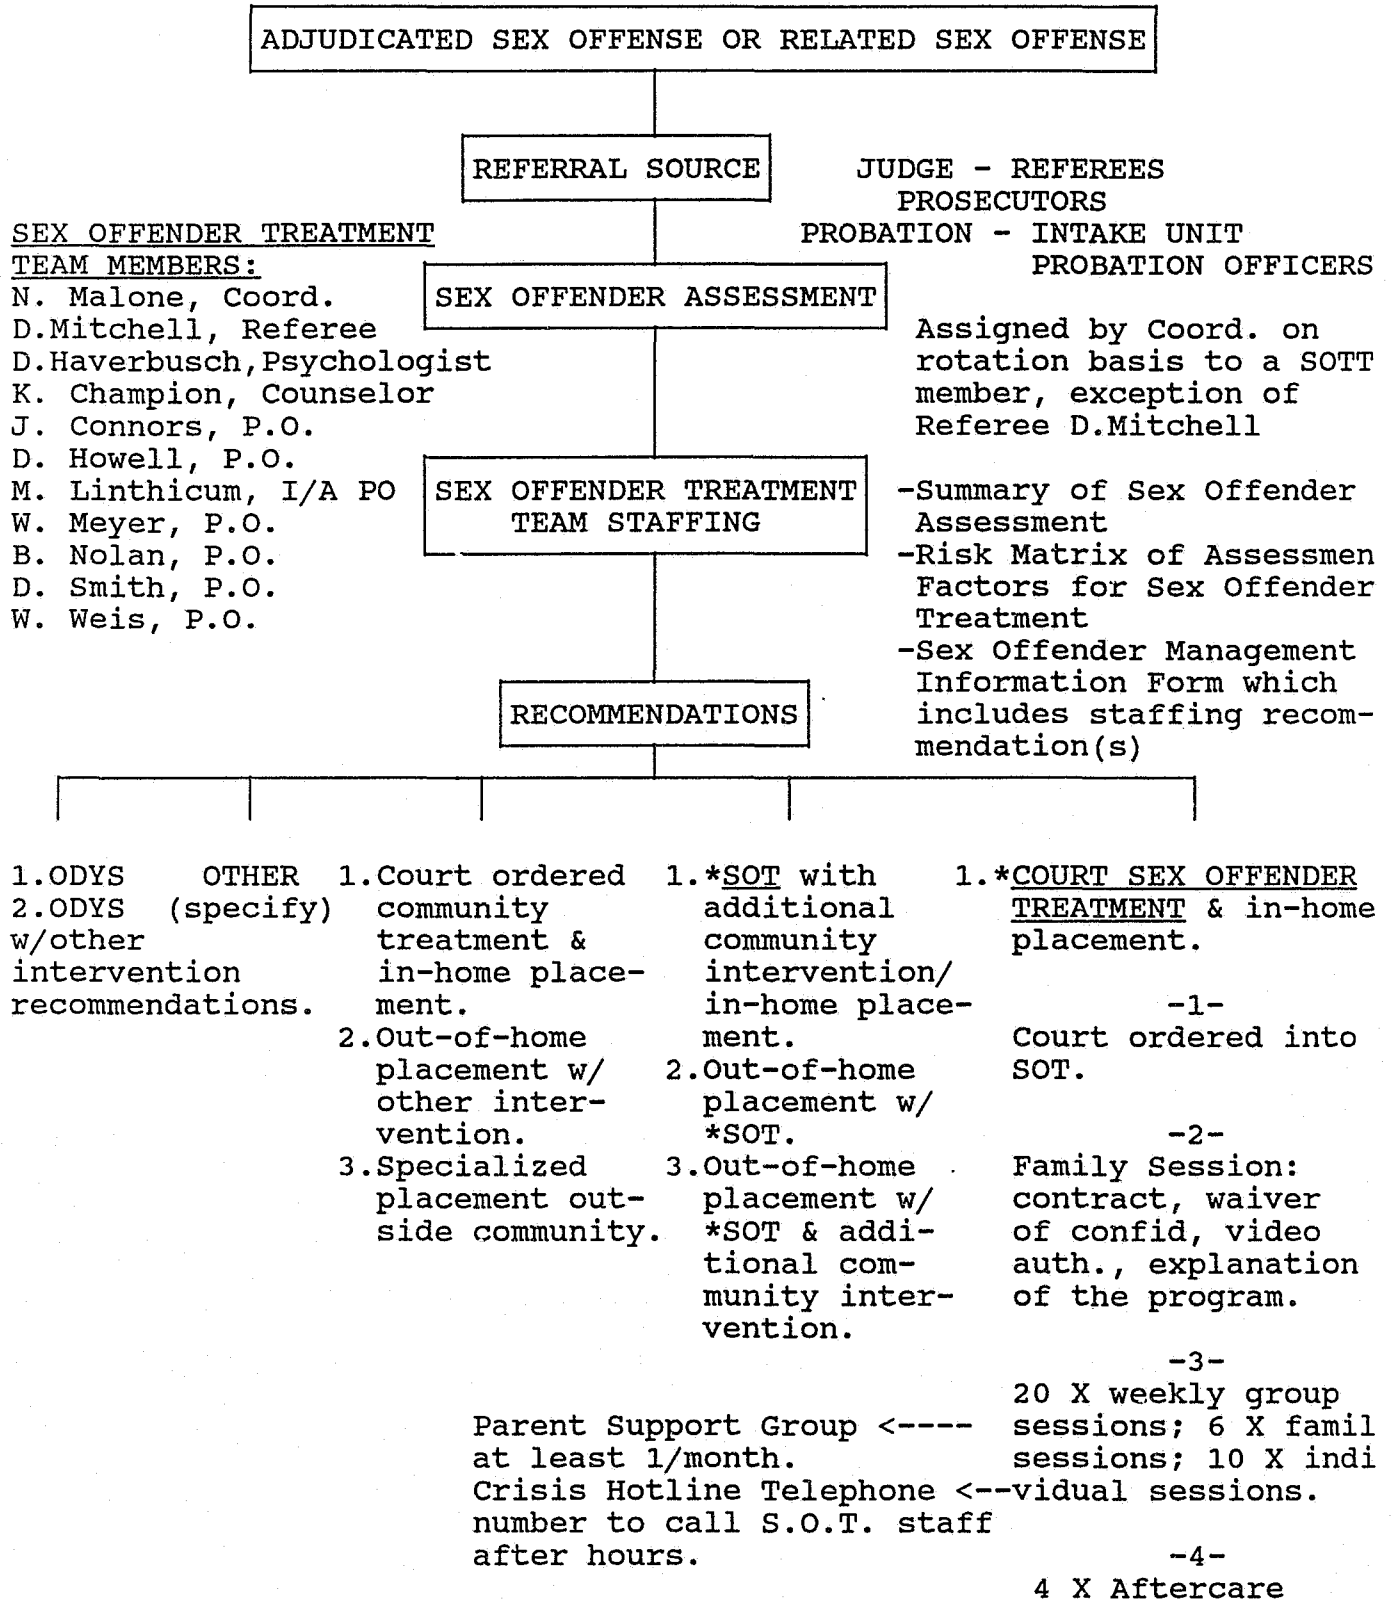 ADJUDICATED SEX OFFENSE OR RELATED SEX OFFENSE
REFERRAL SOURCE
JUDGE - REFEREES
PROSECUTORS
PROBATION - INTAKE UNIT
PROBATION OFFICERS
SEX OFFENDER TREATMENT
TEAM MEMBERS:
N. Malone, Coord.
D.Mitchell, Referee
D.Haverbusch,Psychologist
K. Champion, Counselor
J. Connors, P.O.
D. Howell, P.O.
M. Linthicum, I/A PO
W. Meyer, P.O.
B. Nolan, P.O.
D. Smith, P.O.
W. Weis, P.O.
SEX OFFENDER ASSESSMENT
Assigned by Coord. on
rotation basis to a SOTT
member, exception of
Referee D.Mitchell
SEX OFFENDER TREATMENT
TEAM STAFFING
-Summary of Sex Offender
Assessment
-Risk Matrix of Assessmen
Factors for Sex Offender
Treatment
-Sex Offender Management
Information Form which
includes staffing recom-
mendation(s)
RECOMMENDATIONS
1.ODYS
2.ODYS
w/other
intervention
recommendations.
OTHER
(specify)
1.Court ordered
community
treatment &
in-home place-
ment.
2.Out-of-home
placement w/
other inter-
vention.
3.Specialized
placement out-
side community.
1.*SOT with
additional
community
intervention/
in-home place-
ment.
2.Out-of-home
placement w/
*SOT.
3.Out-of-home
placement w/
*SOT & addi-
tional com-
munity inter-
vention.
1.*COURT SEX OFFENDER
TREATMENT & in-home
placement.
-1-
Court ordered into
SOT.
-2-
Family Session:
contract, waiver
of confid, video
auth., explanation
of the program.
-3-
20 X weekly group
sessions; 6 X famil
sessions; 10 X indi
vidual sessions.
Parent Support Group <----
at least 1/month.
Crisis Hotline Telephone <--
number to call S.O.T. staff
after hours.
-4-
4 X Aftercare